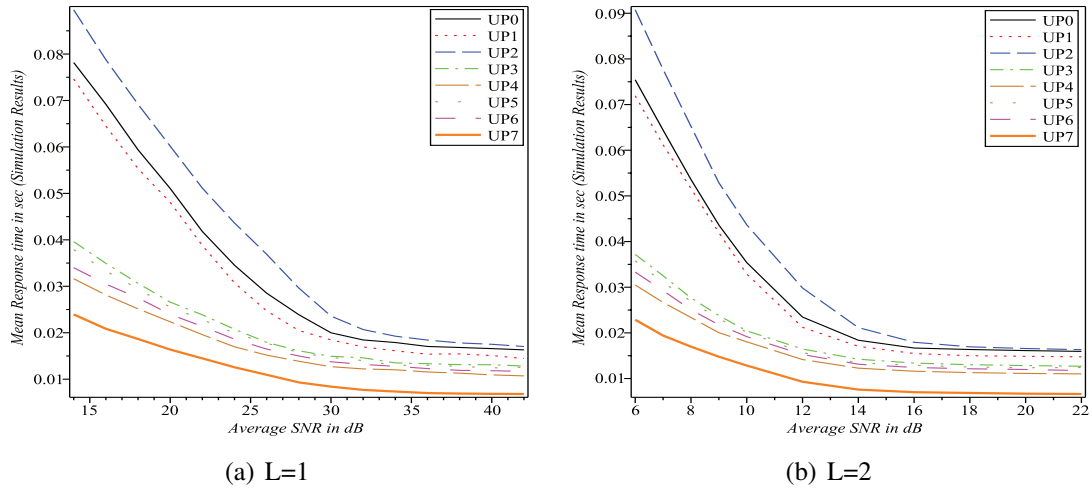 UP0
UP1
UP2
UP3
UP4
UP5
UP6
UP7
0.08
0.07
0.06
0.05
0.04
0.03
0.02
0.01
Mean Response time in sec (Simulation Results)
15 20 25 30 35 40
Average SNR in dB
(a) L=1
UP0
UP1
UP2
UP3
UP4
UP5
UP6
UP7
0.09
0.08
0.07
0.06
0.05
0.04
0.03
0.02
0.01
Mean Response time in sec (Simulation Results)
6 8 10 12 14 16 18 20 22
Average SNR in dB
(b) L=2